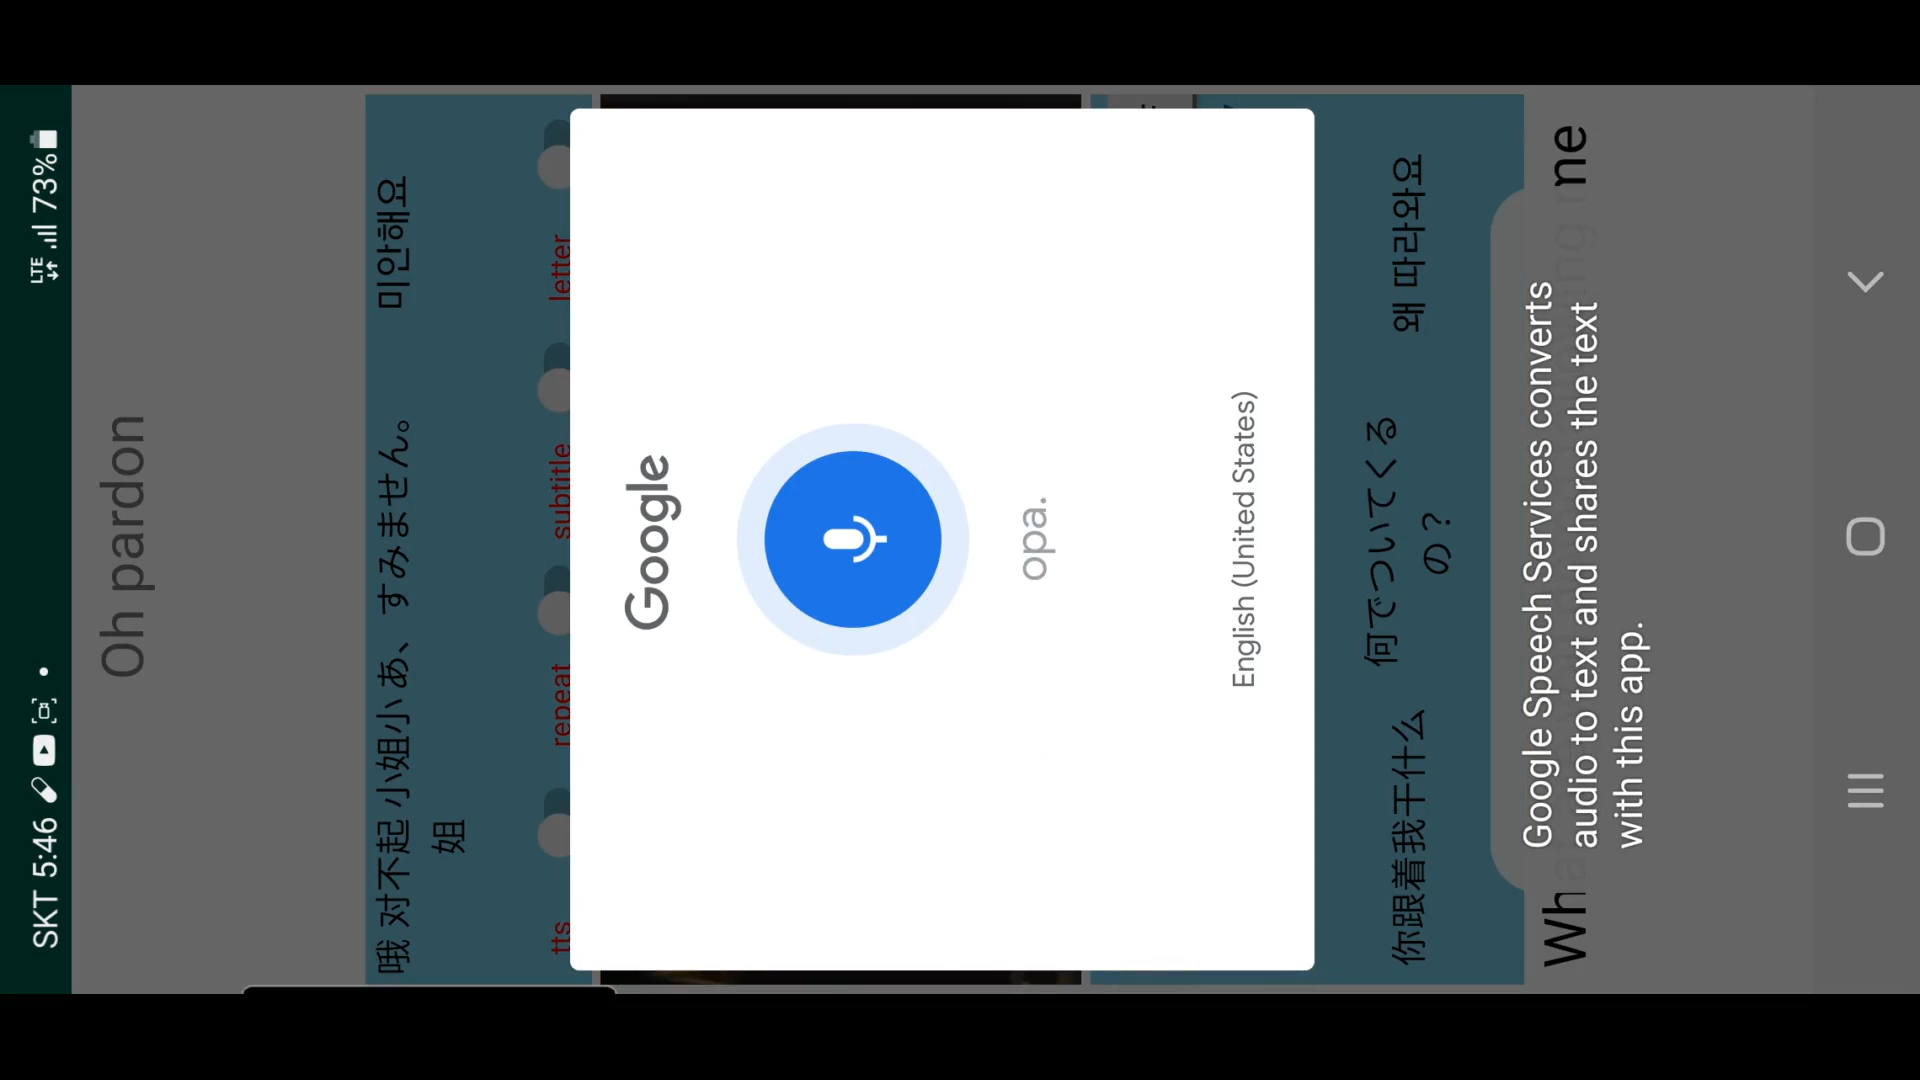 SKT 5:46
LTE 73%
Oh pardon
哦 对不起 小姐小
姐
あ、すみません。
미안해요
tts
repeat
subtitle
letter
Google
opa.
English (United States)
你跟着我干什么
何でついてくる
の？
왜 따라와요
Google Speech Services converts
audio to text and shares the text
with this app.